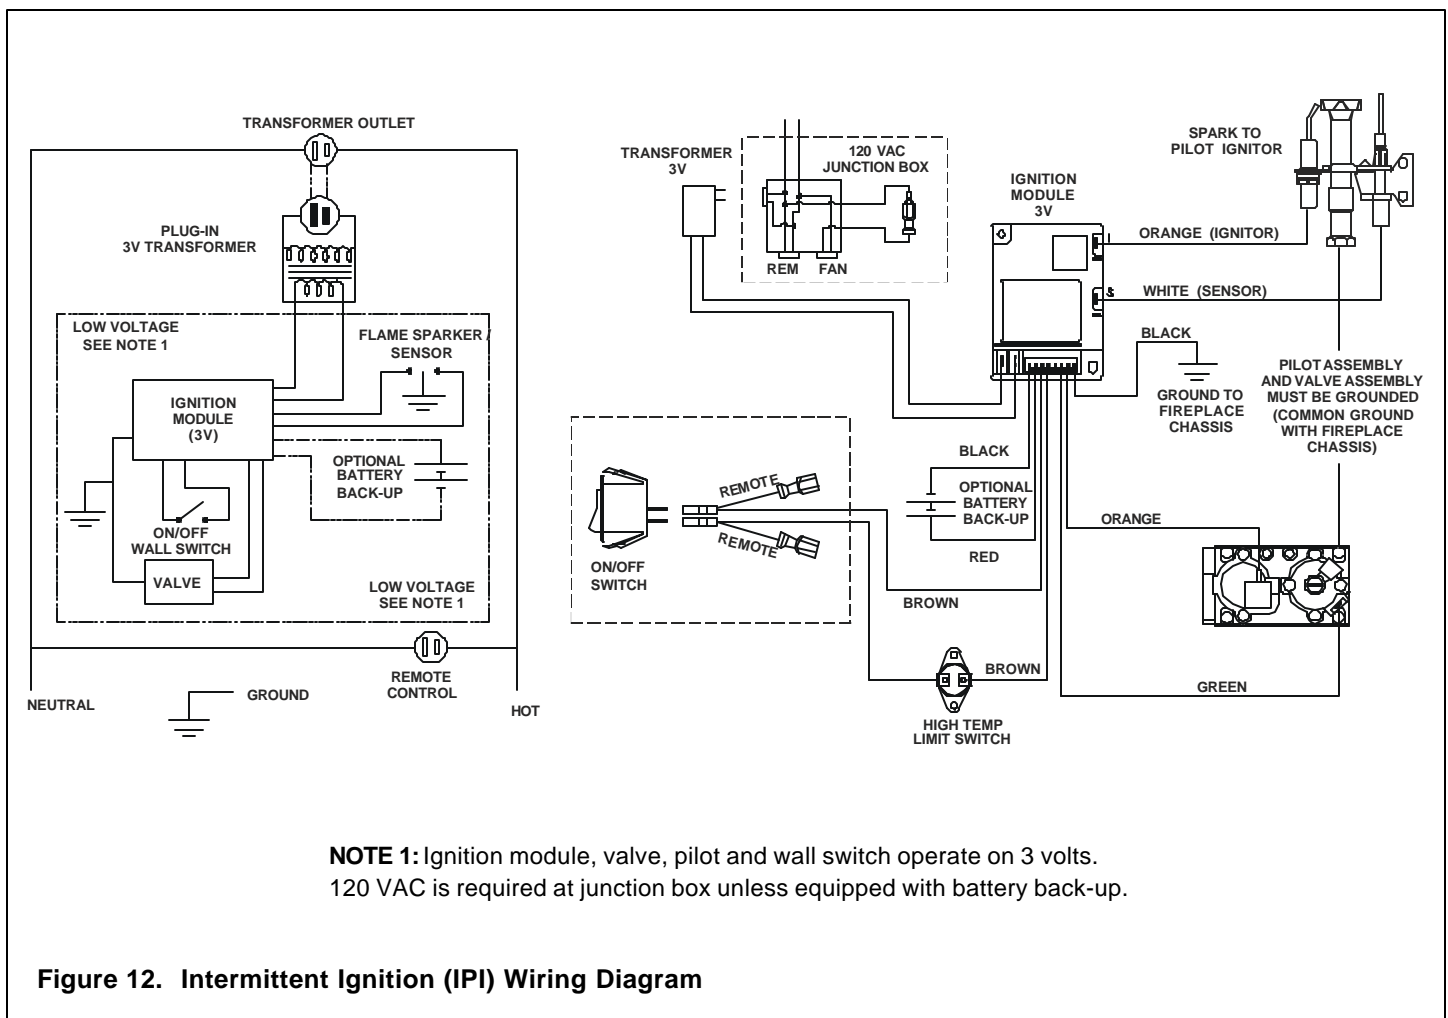 TRANSFORMER OUTLET
PLUG-IN
3V TRANSFORMER
LOW VOLTAGE
SEE NOTE 1
FLAME SPARKER /
SENSOR
IGNITION
MODULE
(3V)
OPTIONAL
BATTERY
BACK-UP
ON/OFF
WALL SWITCH
VALVE
LOW VOLTAGE
SEE NOTE 1
REMOTE
CONTROL
NEUTRAL
GROUND
HOT
TRANSFORMER
3V
120 VAC
JUNCTION BOX
REM
FAN
IGNITION
MODULE
3V
SPARK TO
PILOT IGNITOR
ORANGE (IGNITOR)
WHITE (SENSOR)
BLACK
GROUND TO
FIREPLACE
CHASSIS
PILOT ASSEMBLY
AND VALVE ASSEMBLY
MUST BE GROUNDED
(COMMON GROUND
WITH FIREPLACE
CHASSIS)
BLACK
OPTIONAL
BATTERY
BACK-UP
RED
ORANGE
REMOTE
REMOTE
ON/OFF
SWITCH
BROWN
BROWN
GREEN
HIGH TEMP
LIMIT SWITCH
NOTE 1: Ignition module, valve, pilot and wall switch operate on 3 volts.
120 VAC is required at junction box unless equipped with battery back-up.
Figure 12. Intermittent Ignition (IPI) Wiring Diagram